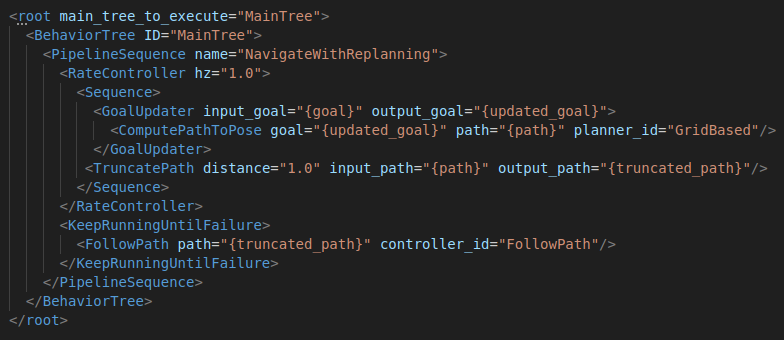 <root main_tree_to_execute="MainTree">
<BehaviorTree ID="MainTree">
<PipelineSequence name="NavigateWithReplanning">
<RateController hz="1.0">
<Sequence>
<GoalUpdater input_goal="{goal}" output_goal="{updated_goal}">
<ComputePathToPose goal="{updated_goal}" path="{path}" planner_id="GridBased"/>
</GoalUpdater>
<TruncatePath distance="1.0" input_path="{path}" output_path="{truncated_path}"/>
</Sequence>
</RateController>
<KeepRunningUntilFailure>
<FollowPath path="{truncated_path}" controller_id="FollowPath"/>
</KeepRunningUntilFailure>
</PipelineSequence>
</BehaviorTree>
</root>